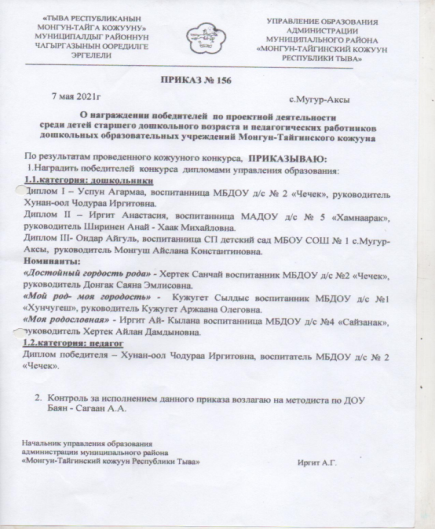 «ТЫВА РЕСПУБЛИКАНЫН
МОНГУН-ТАЙГА КОЖУУНУ»
МУНИЦИПАЛДЫГ РАЙОННУН
ЧАГЫРГАЗЫНЫН ООРЕДИЛГЕ
ЭРГЕЛЕЛИ
УПРАВЛЕНИЕ ОБРАЗОВАНИЯ
АДМИНИСТРАЦИИ
МУНИЦИПАЛЬНОГО РАЙОНА
«МОНГУН-ТАЙГИНСКИЙ КОЖУУН
РЕСПУБЛИКИ ТЫВА»
ПРИКАЗ № 156
7 мая 2021г
с.Мугур-Аксы
О награждении победителей по проектной деятельности
среди детей старшего дошкольного возраста и педагогических работников
дошкольных образовательных учреждений Монгун-Тайгинского кожууна
По результатам проведенного кожууного конкурса, ПРИКАЗЫВАЮ:
1.Наградить победителей конкурса дипломами управления образования:
1.1.категория: дошкольники
Диплом I – Успун Агармаа, воспитанница МБДОУ д/с № 2 «Чечек», руководитель
Хунан-оол Чодураа Иргитовна.
Диплом II – Иргит Анастасия, воспитанница МАДОУ д/с № 5 «Хамнаарак»,
руководитель Ширинен Анай - Хаак Михайловна.
Диплом III- Ондар Айгуль, воспитанница СП детский сад МБОУ СОШ № 1 с.Мугур-
Аксы, руководитель Монгуш Айслана Константиновна.
Номинанты:
«Достойный гордость рода» - Хертек Санчай воспитанник МБДОУ д/с №2 «Чечек»,
руководитель Донгак Саяна Эмлисовна.
«Мой род- моя городость» - Кужугет Сылдыс воспитанник МБДОУ д/с №1
«Хунчугеш», руководитель Кужугет Аржаана Олеговна.
«Моя родословная» - Иргит Ай- Кылана воспитанница МБДОУ д/с №4 «Сайзанак»,
руководитель Хертек Айлан Дамдыновна.
1.2.категория: педагог
Диплом победителя – Хунан-оол Чодураа Иргитовна, воспитатель МБДОУ д/с № 2
«Чечек».
2. Контроль за исполнением данного приказа возлагаю на методиста по ДОУ
Баян - Сагаан А.А.
Начальник управления образования
администрации муниципального района
«Монгун-Тайгинский кожуун Республики Тыва»
Иргит А.Г.